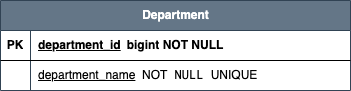 Department
PK department_id bigint NOT NULL
department_name NOT NULL UNIQUE